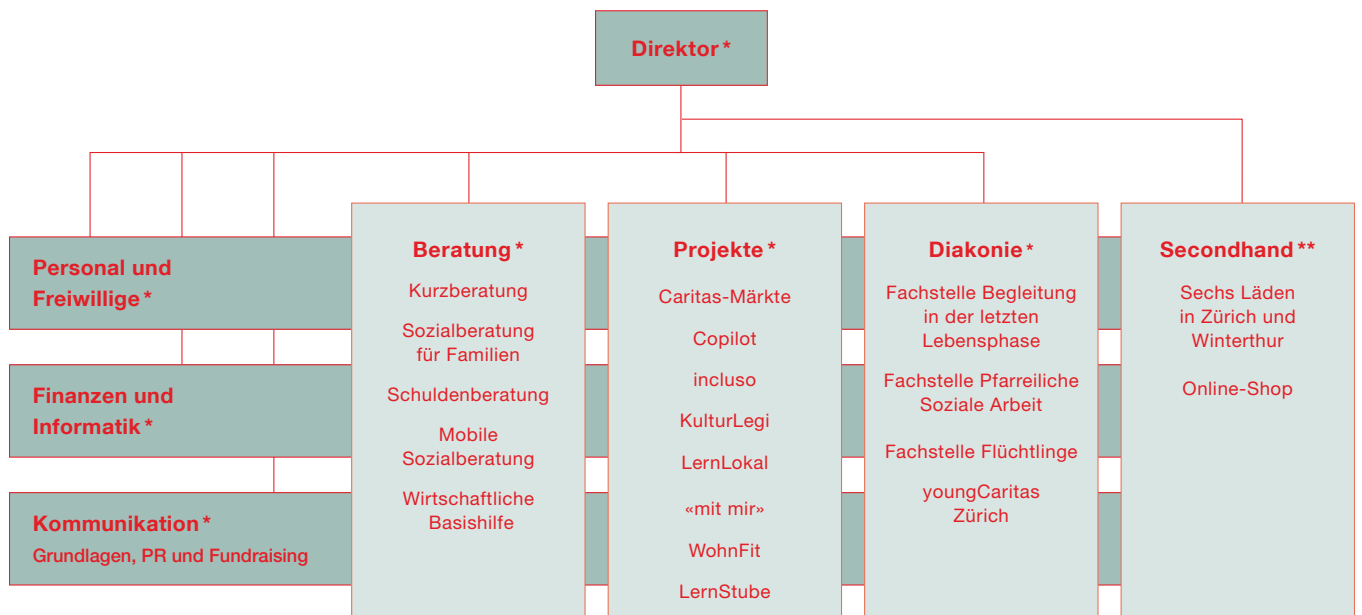 Direktor *
Personal und
Freiwillige *
Finanzen und
Informatik *
Kommunikation *
Grundlagen, PR und Fundraising
Beratung *
Kurzberatung
Sozialberatung
für Familien
Schuldenberatung
Mobile
Sozialberatung
Wirtschaftliche
Basishilfe
Projekte *
Caritas-Märkte
Copilot
incluso
KulturLegi
LernLokal
«mit mir»
WohnFit
LernStube
Diakonie *
Fachstelle Begleitung
in der letzten
Lebensphase
Fachstelle Pfarreiliche
Soziale Arbeit
Fachstelle Flüchtlinge
youngCaritas
Zürich
Secondhand **
Sechs Läden
in Zürich und
Winterthur
Online-Shop